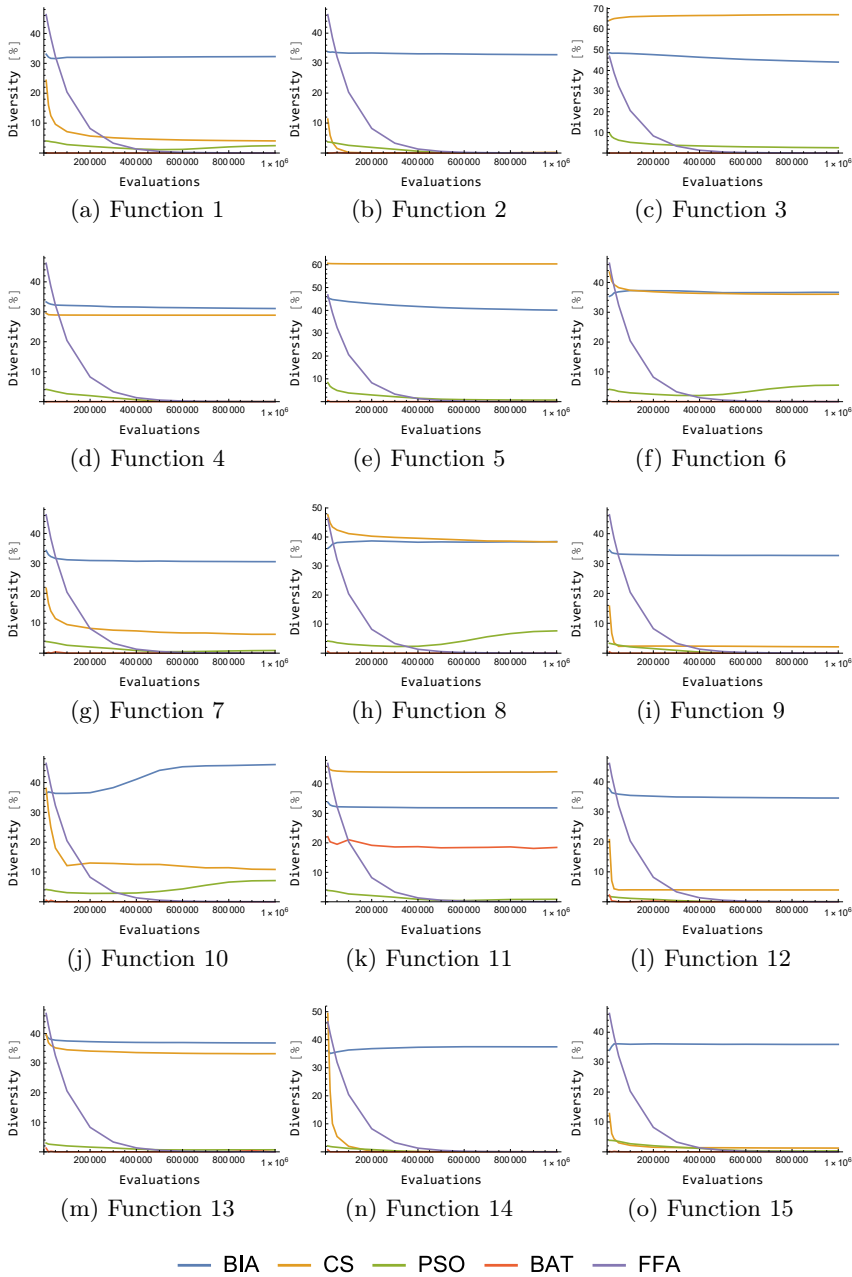 40
30
20
10
Diversity [%]
200000 400000 600000 800000 1 × 10⁶
Evaluations
(a) Function 1
40
30
20
10
Diversity [%]
200000 400000 600000 800000 1 × 10⁶
Evaluations
(b) Function 2
70
60
50
40
30
20
10
Diversity [%]
200000 400000 600000 800000 1 × 10⁶
Evaluations
(c) Function 3
40
30
20
10
Diversity [%]
200000 400000 600000 800000 1 × 10⁶
Evaluations
(d) Function 4
60
50
40
30
20
10
Diversity [%]
200000 400000 600000 800000 1 × 10⁶
Evaluations
(e) Function 5
40
30
20
10
Diversity [%]
200000 400000 600000 800000 1 × 10⁶
Evaluations
(f) Function 6
40
30
20
10
Diversity [%]
200000 400000 600000 800000 1 × 10⁶
Evaluations
(g) Function 7
50
40
30
20
10
Diversity [%]
200000 400000 600000 800000 1 × 10⁶
Evaluations
(h) Function 8
40
30
20
10
Diversity [%]
200000 400000 600000 800000 1 × 10⁶
Evaluations
(i) Function 9
40
30
20
10
Diversity [%]
200000 400000 600000 800000 1 × 10⁶
Evaluations
(j) Function 10
40
30
20
10
Diversity [%]
200000 400000 600000 800000 1 × 10⁶
Evaluations
(k) Function 11
40
30
20
10
Diversity [%]
200000 400000 600000 800000 1 × 10⁶
Evaluations
(l) Function 12
40
30
20
10
Diversity [%]
200000 400000 600000 800000 1 × 10⁶
Evaluations
(m) Function 13
50
40
30
20
10
Diversity [%]
200000 400000 600000 800000 1 × 10⁶
Evaluations
(n) Function 14
40
30
20
10
Diversity [%]
200000 400000 600000 800000 1 × 10⁶
Evaluations
(o) Function 15
BIA CS PSO BAT FFA